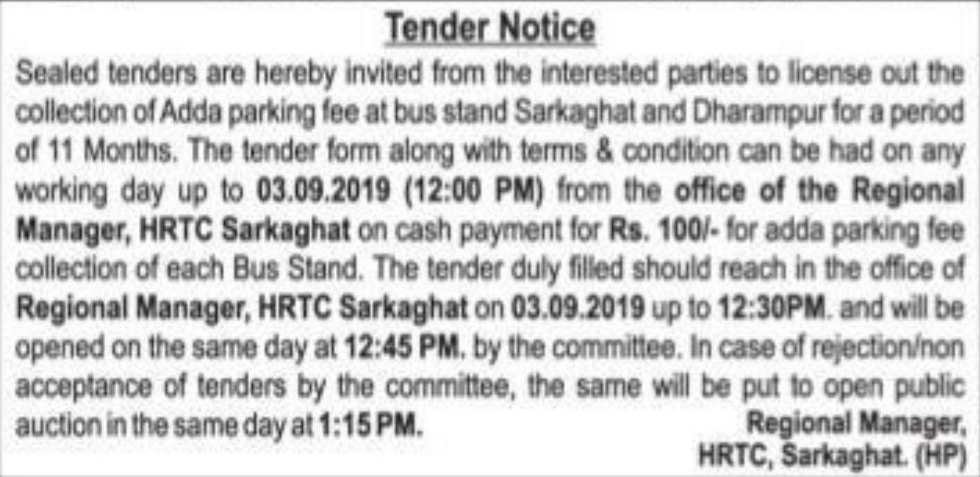 Tender Notice
Sealed tenders are hereby invited from the interested parties to license out the
collection of Adda parking fee at bus stand Sarkaghat and Dharampur for a period
of 11 Months. The tender form along with terms & condition can be had on any
working day up to 03.09.2019 (12:00 PM) from the office of the Regional
Manager, HRTC Sarkaghat on cash payment for Rs. 100/- for adda parking fee
collection of each Bus Stand. The tender duly filled should reach in the office of
Regional Manager, HRTC Sarkaghat on 03.09.2019 up to 12:30PM. and will be
opened on the same day at 12:45 PM. by the committee. In case of rejection/non
acceptance of tenders by the committee, the same will be put to open public
auction in the same day at 1:15 PM.
Regional Manager,
HRTC, Sarkaghat. (HP)